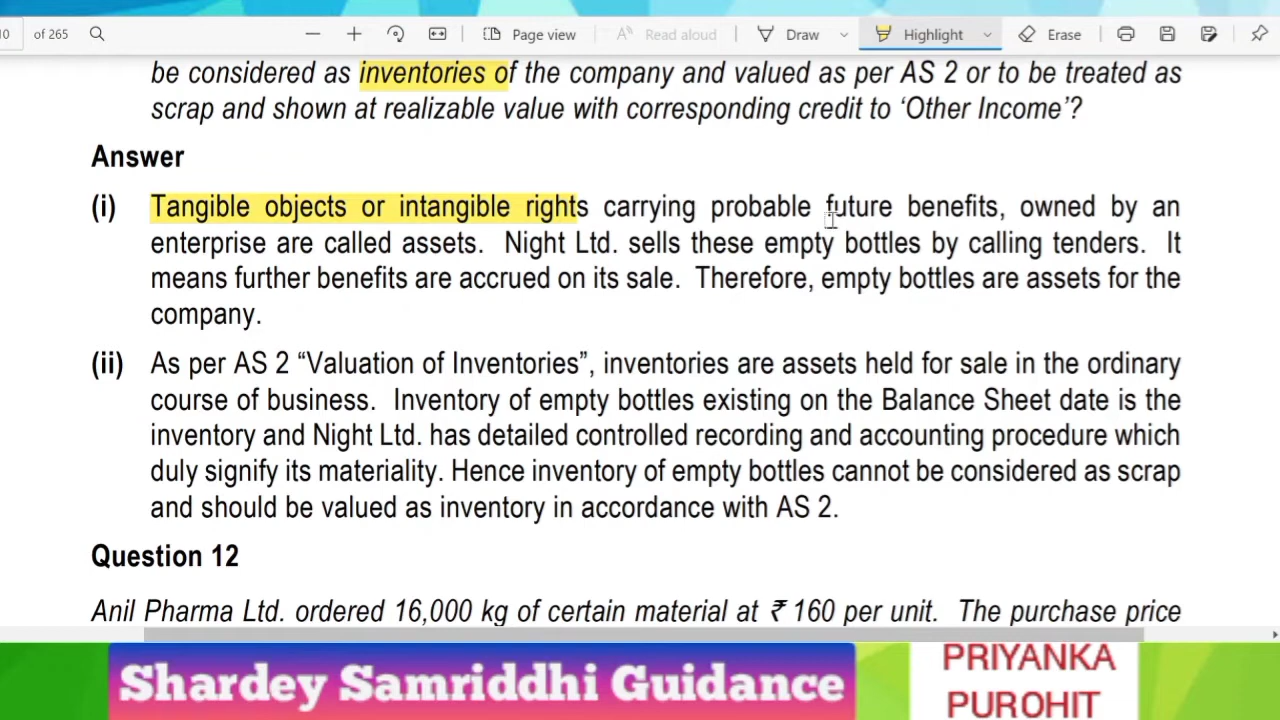 10 of 265 Page view Read aloud Draw Highlight Erase
be considered as inventories of the company and valued as per AS 2 or to be treated as
scrap and shown at realizable value with corresponding credit to ‘Other Income’?
Answer
(i) Tangible objects or intangible rights carrying probable future benefits, owned by an
enterprise are called assets. Night Ltd. sells these empty bottles by calling tenders. It
means further benefits are accrued on its sale. Therefore, empty bottles are assets for the
company.
(ii) As per AS 2 “Valuation of Inventories”, inventories are assets held for sale in the ordinary
course of business. Inventory of empty bottles existing on the Balance Sheet date is the
inventory and Night Ltd. has detailed controlled recording and accounting procedure which
duly signify its materiality. Hence inventory of empty bottles cannot be considered as scrap
and should be valued as inventory in accordance with AS 2.
Question 12
Anil Pharma Ltd. ordered 16,000 kg of certain material at ₹ 160 per unit. The purchase price
Shardey Samriddhi Guidance
PRIYANKA
PUROHIT